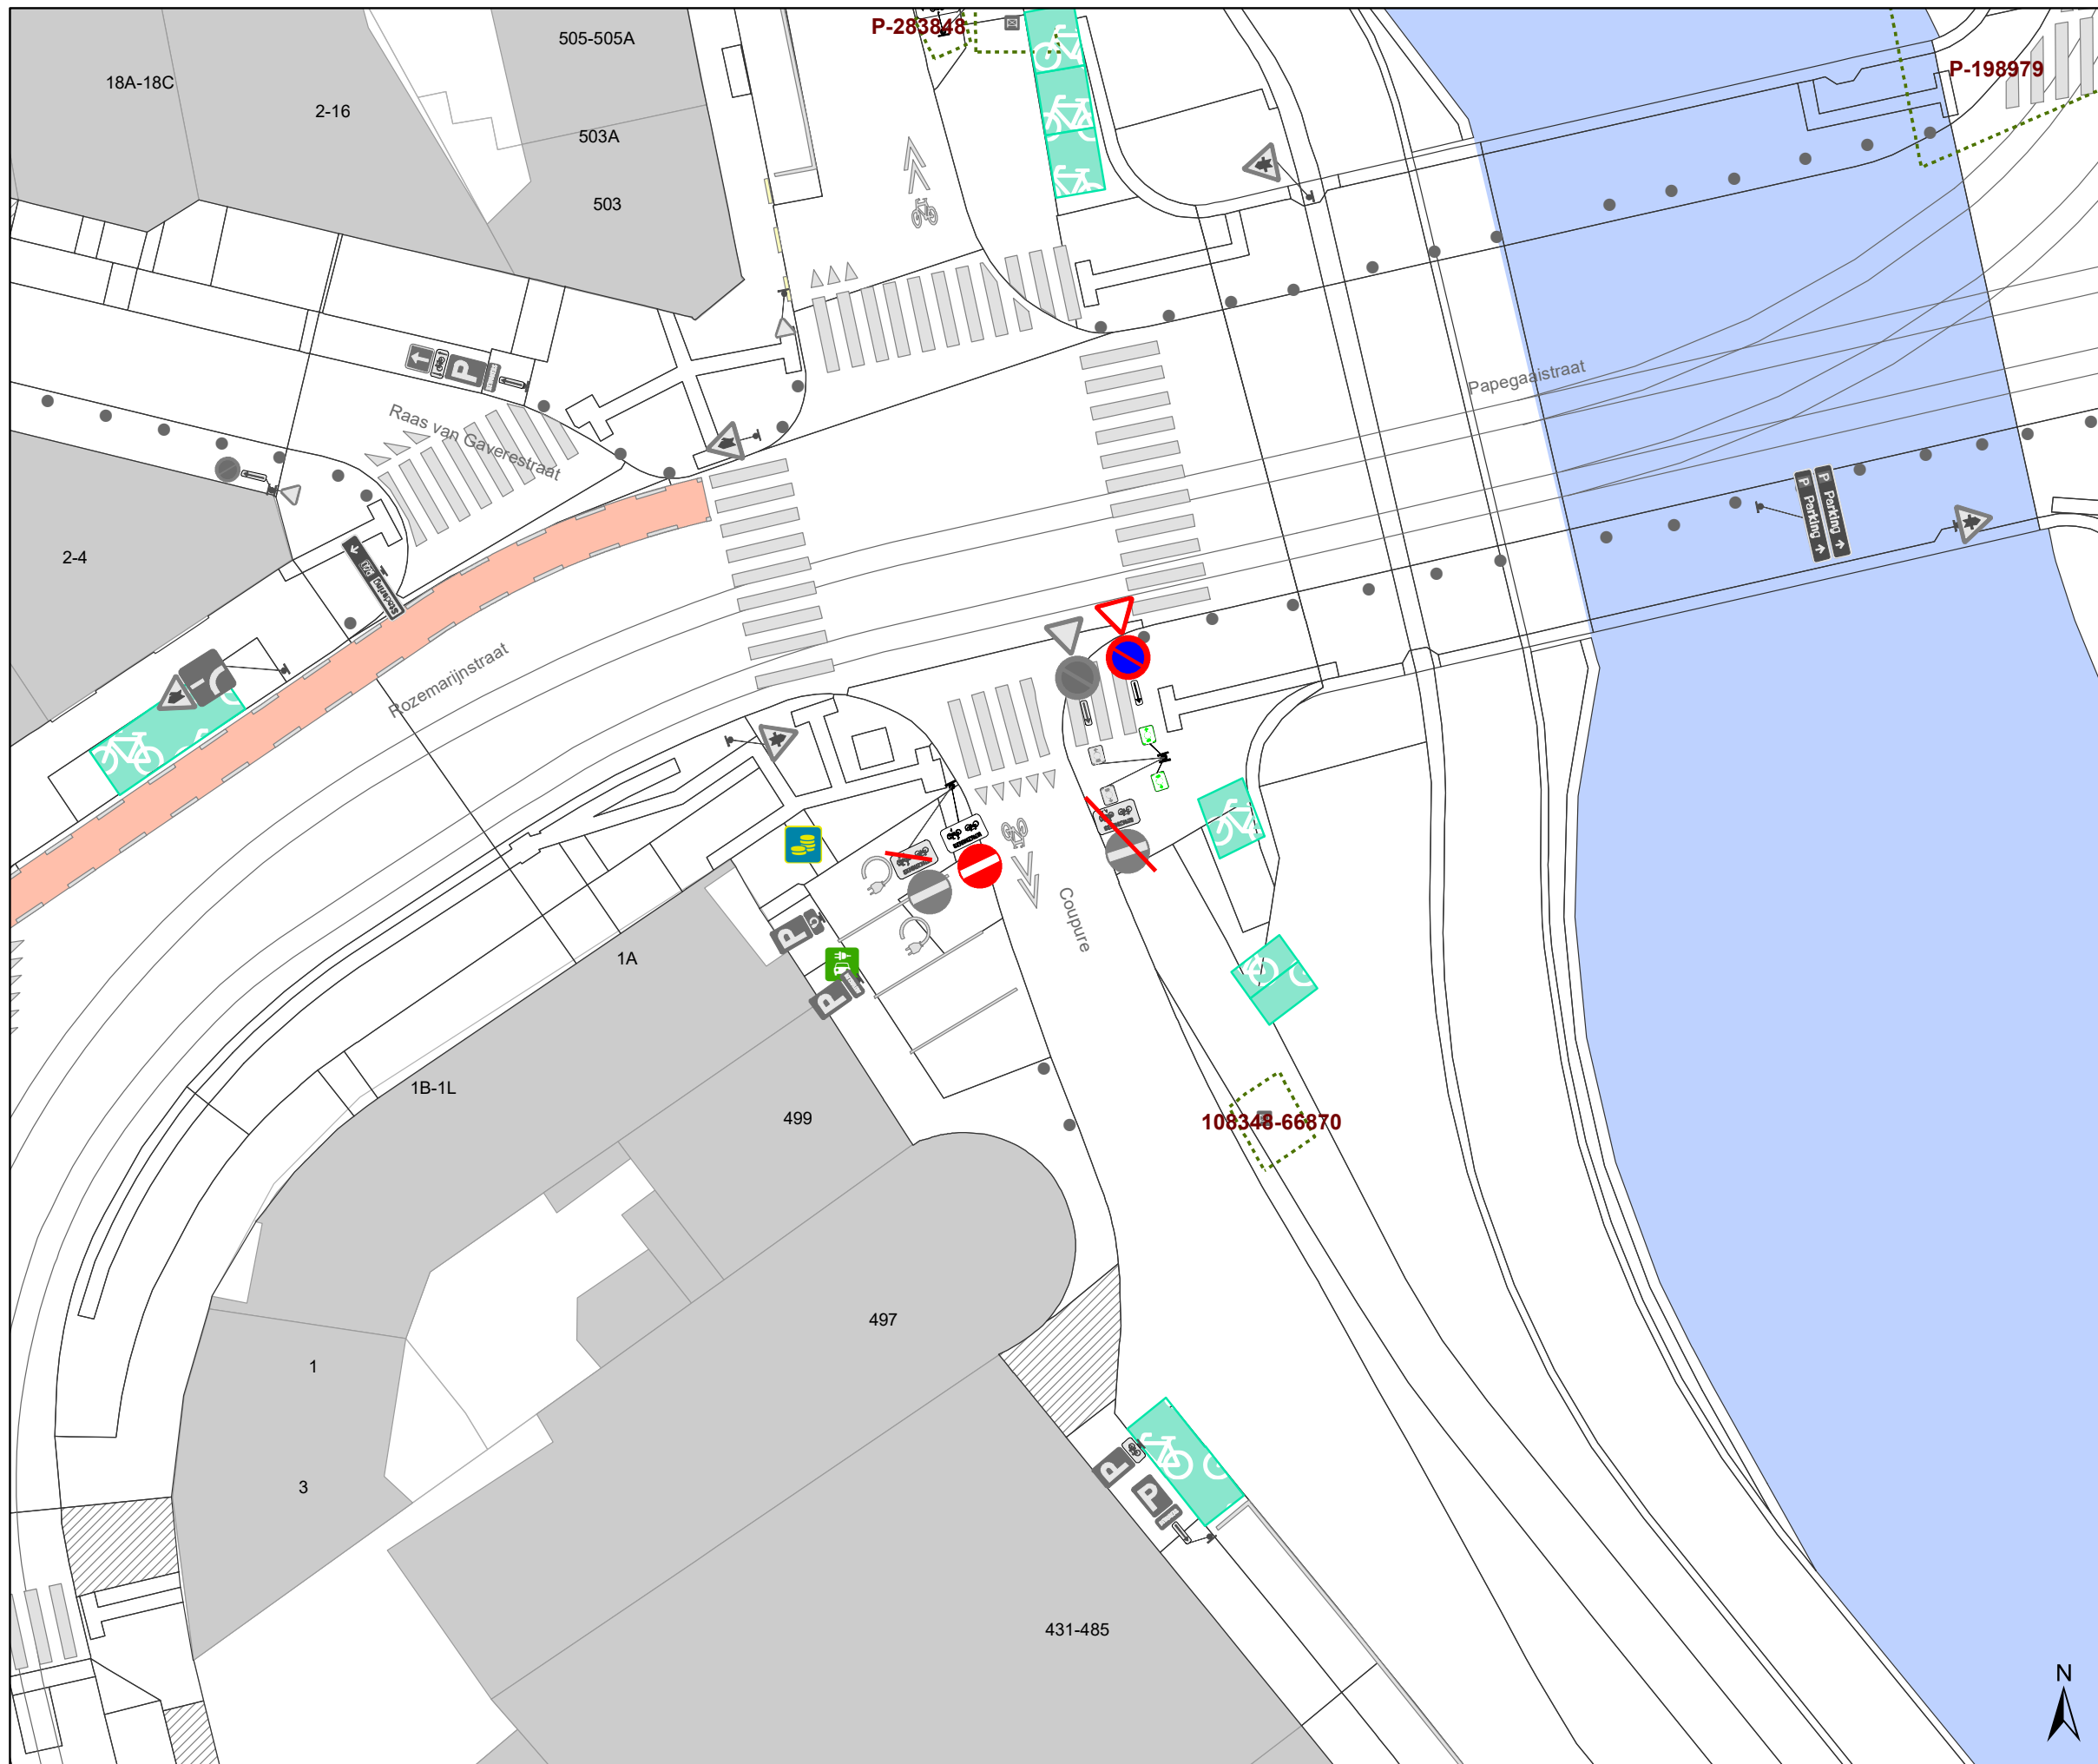 505-505A
P-283848
18A-18C
2-16
P-198979
503A
503
P
Raas van Gaverestraat
Papegaaistraat
P Parking
P Parking
2-4
Rozemarijnstraat
Coupure
P
1A
P
1B-1L
499
108348-66870
497
1
3
P
P
431-485
N